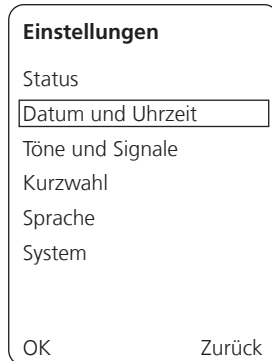 Einstellungen
Status
Datum und Uhrzeit
Töne und Signale
Kurzwahl
Sprache
System
OK Zurück